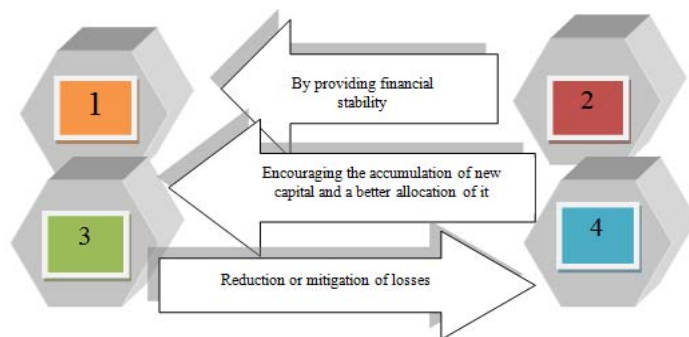 1
2
By providing financial
stability
Encouraging the accumulation of new
capital and a better allocation of it
3
4
Reduction or mitigation of losses